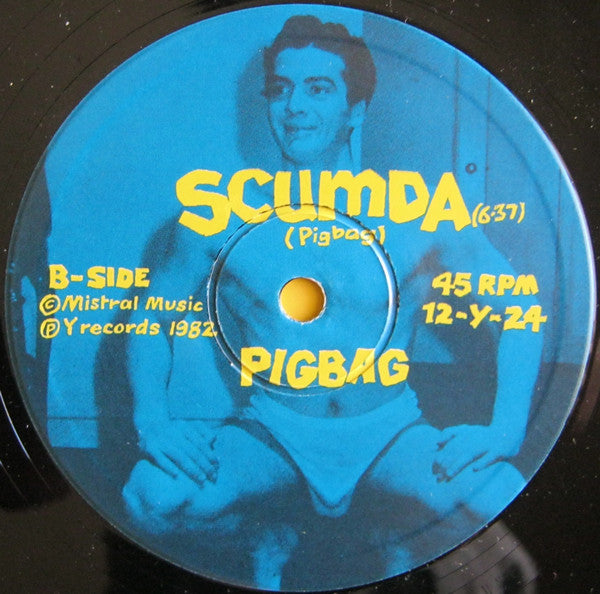 SCUMDA (6·37)
(Pigbag)
B-SIDE
© Mistral Music
℗ Y records 1982
45 RPM
12-Y-24
PIGBAG